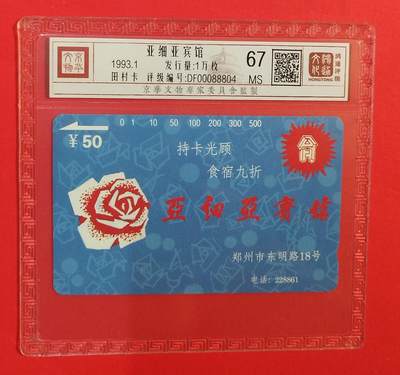 亚细亚宾馆
1993.1 发行量:1万枚
田村卡 评级编号:DF00088804
67
MS
京华文物专家委员会监制
HONGTONG
0 1 10 50 100 200 300 500
¥50
持卡光顾
食宿九折
亚细亚宾馆
郑州市东明路18号
电话: 228861